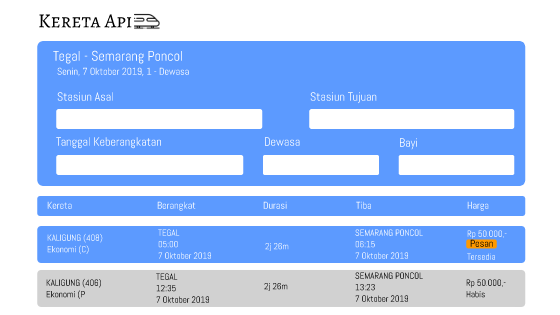 KERETA API
Tegal - Semarang Poncol
Senin, 7 Oktober 2019, 1 - Dewasa
Stasiun Asal Stasiun Tujuan
Tanggal Keberangkatan Dewasa Bayi
Kereta Berangkat Durasi Tiba Harga
KALIGUNG (408) TEGAL SEMARANG PONCOL Rp 50.000,-
Ekonomi (C) 05:00 2j 26m 06:15 Pesan
7 Oktober 2019 7 Oktober 2019 Tersedia
KALIGUNG (406) TEGAL SEMARANG PONCOL Rp 50.000,-
Ekonomi (P 12:35 2j 26m 13:23 Habis
7 Oktober 2019 7 Oktober 2019